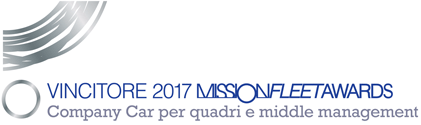 VINCITORE 2017 MISSIONFLEETAWARDS
Company Car per quadri e middle management